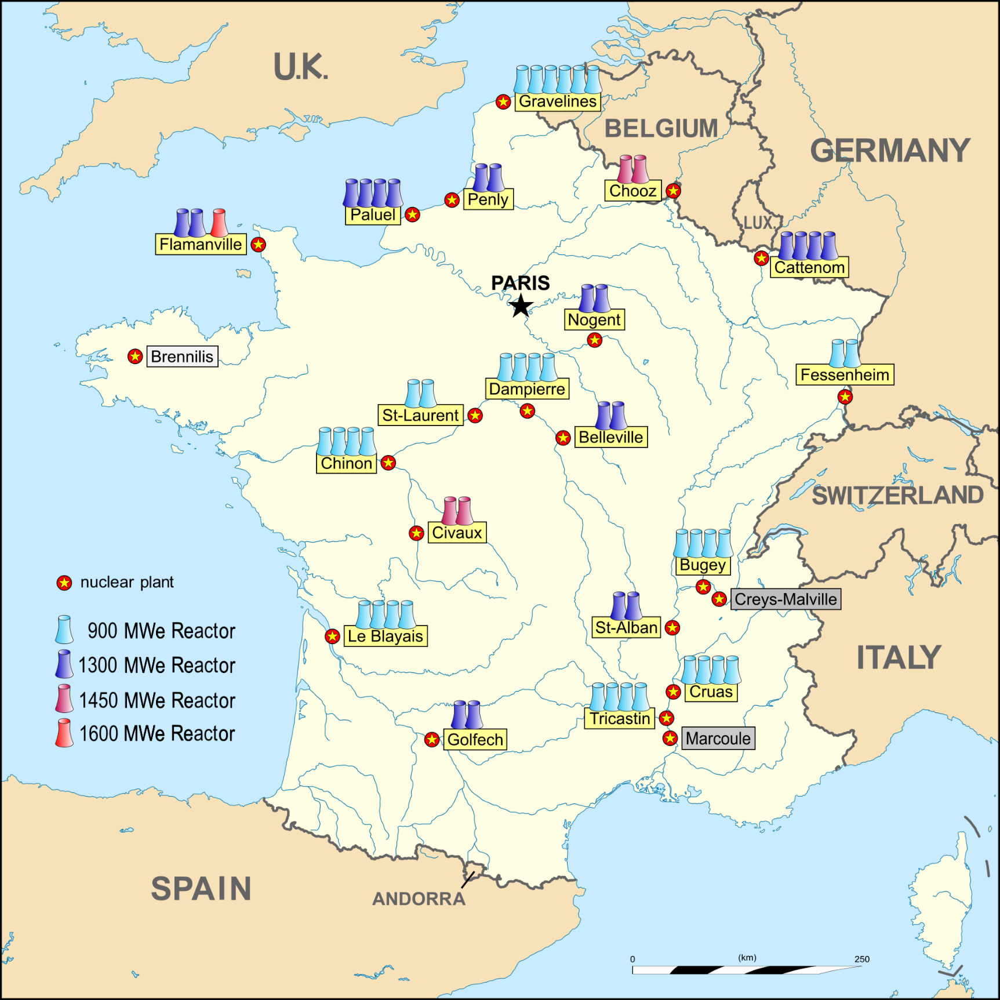 U.K.
Gravelines
BELGIUM
GERMANY
Chooz
Penly
Paluel
LUX.
Flamanville
Cattenom
PARIS
Nogent
Brennilis
Fessenheim
Dampierre
St-Laurent
Belleville
Chinon
SWITZERLAND
Civaux
Bugey
nuclear plant
Creys-Malville
St-Alban
900 MWe Reactor
Le Blayais
ITALY
1300 MWe Reactor
Cruas
1450 MWe Reactor
Tricastin
1600 MWe Reactor
Golfech
Marcoule
SPAIN
ANDORRA
0 (km) 250